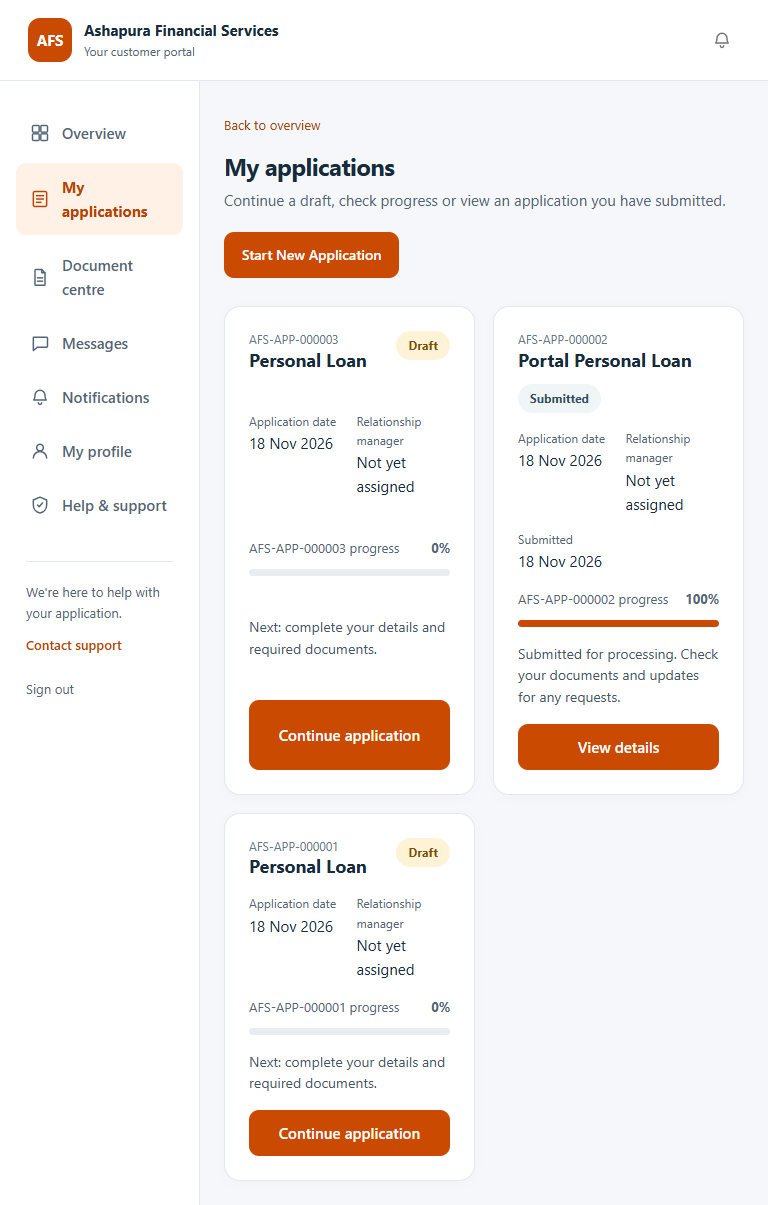 AFS
Ashapura Financial Services
Your customer portal
Overview
My
applications
Document
centre
Messages
Notifications
My profile
Help & support
We're here to help with
your application.
Contact support
Sign out
Back to overview
My applications
Continue a draft, check progress or view an application you have submitted.
Start New Application
AFS-APP-000003
Personal Loan
Draft
Application date
18 Nov 2026
Relationship
manager
Not yet
assigned
AFS-APP-000003 progress 0%
Next: complete your details and
required documents.
Continue application
AFS-APP-000002
Portal Personal Loan
Submitted
Application date
18 Nov 2026
Relationship
manager
Not yet
assigned
Submitted
18 Nov 2026
AFS-APP-000002 progress 100%
Submitted for processing. Check
your documents and updates
for any requests.
View details
AFS-APP-000001
Personal Loan
Draft
Application date
18 Nov 2026
Relationship
manager
Not yet
assigned
AFS-APP-000001 progress 0%
Next: complete your details and
required documents.
Continue application